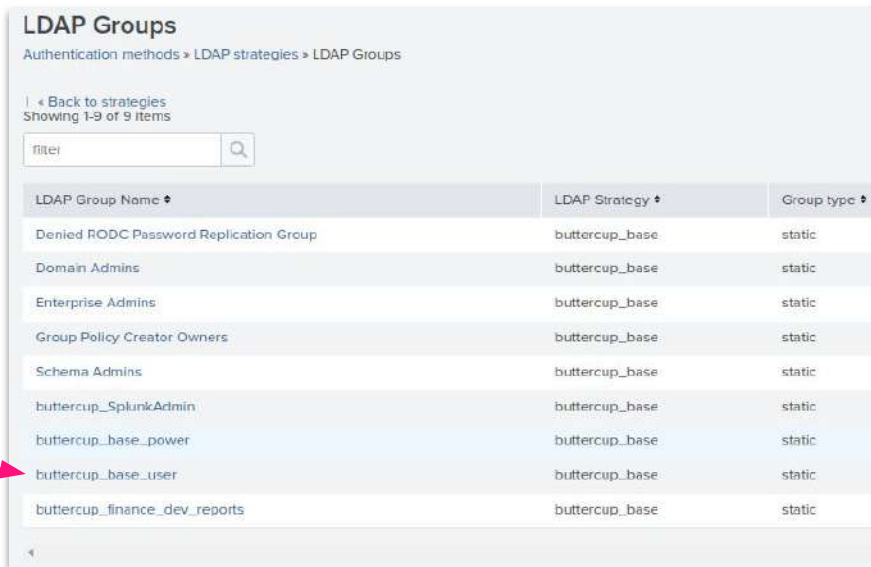 LDAP Groups
Authentication methods » LDAP strategies » LDAP Groups
| « Back to strategies
Showing 1-9 of 9 items
filter
LDAP Group Name LDAP Strategy Group type
Denied RODC Password Replication Group buttercup_base static
Domain Admins buttercup_base static
Enterprise Admins buttercup_base static
Group Policy Creator Owners buttercup_base static
Schema Admins buttercup_base static
buttercup_SplunkAdmin buttercup_base static
buttercup_base_power buttercup_base static
buttercup_base_user buttercup_base static
buttercup_finance_dev_reports buttercup_base static